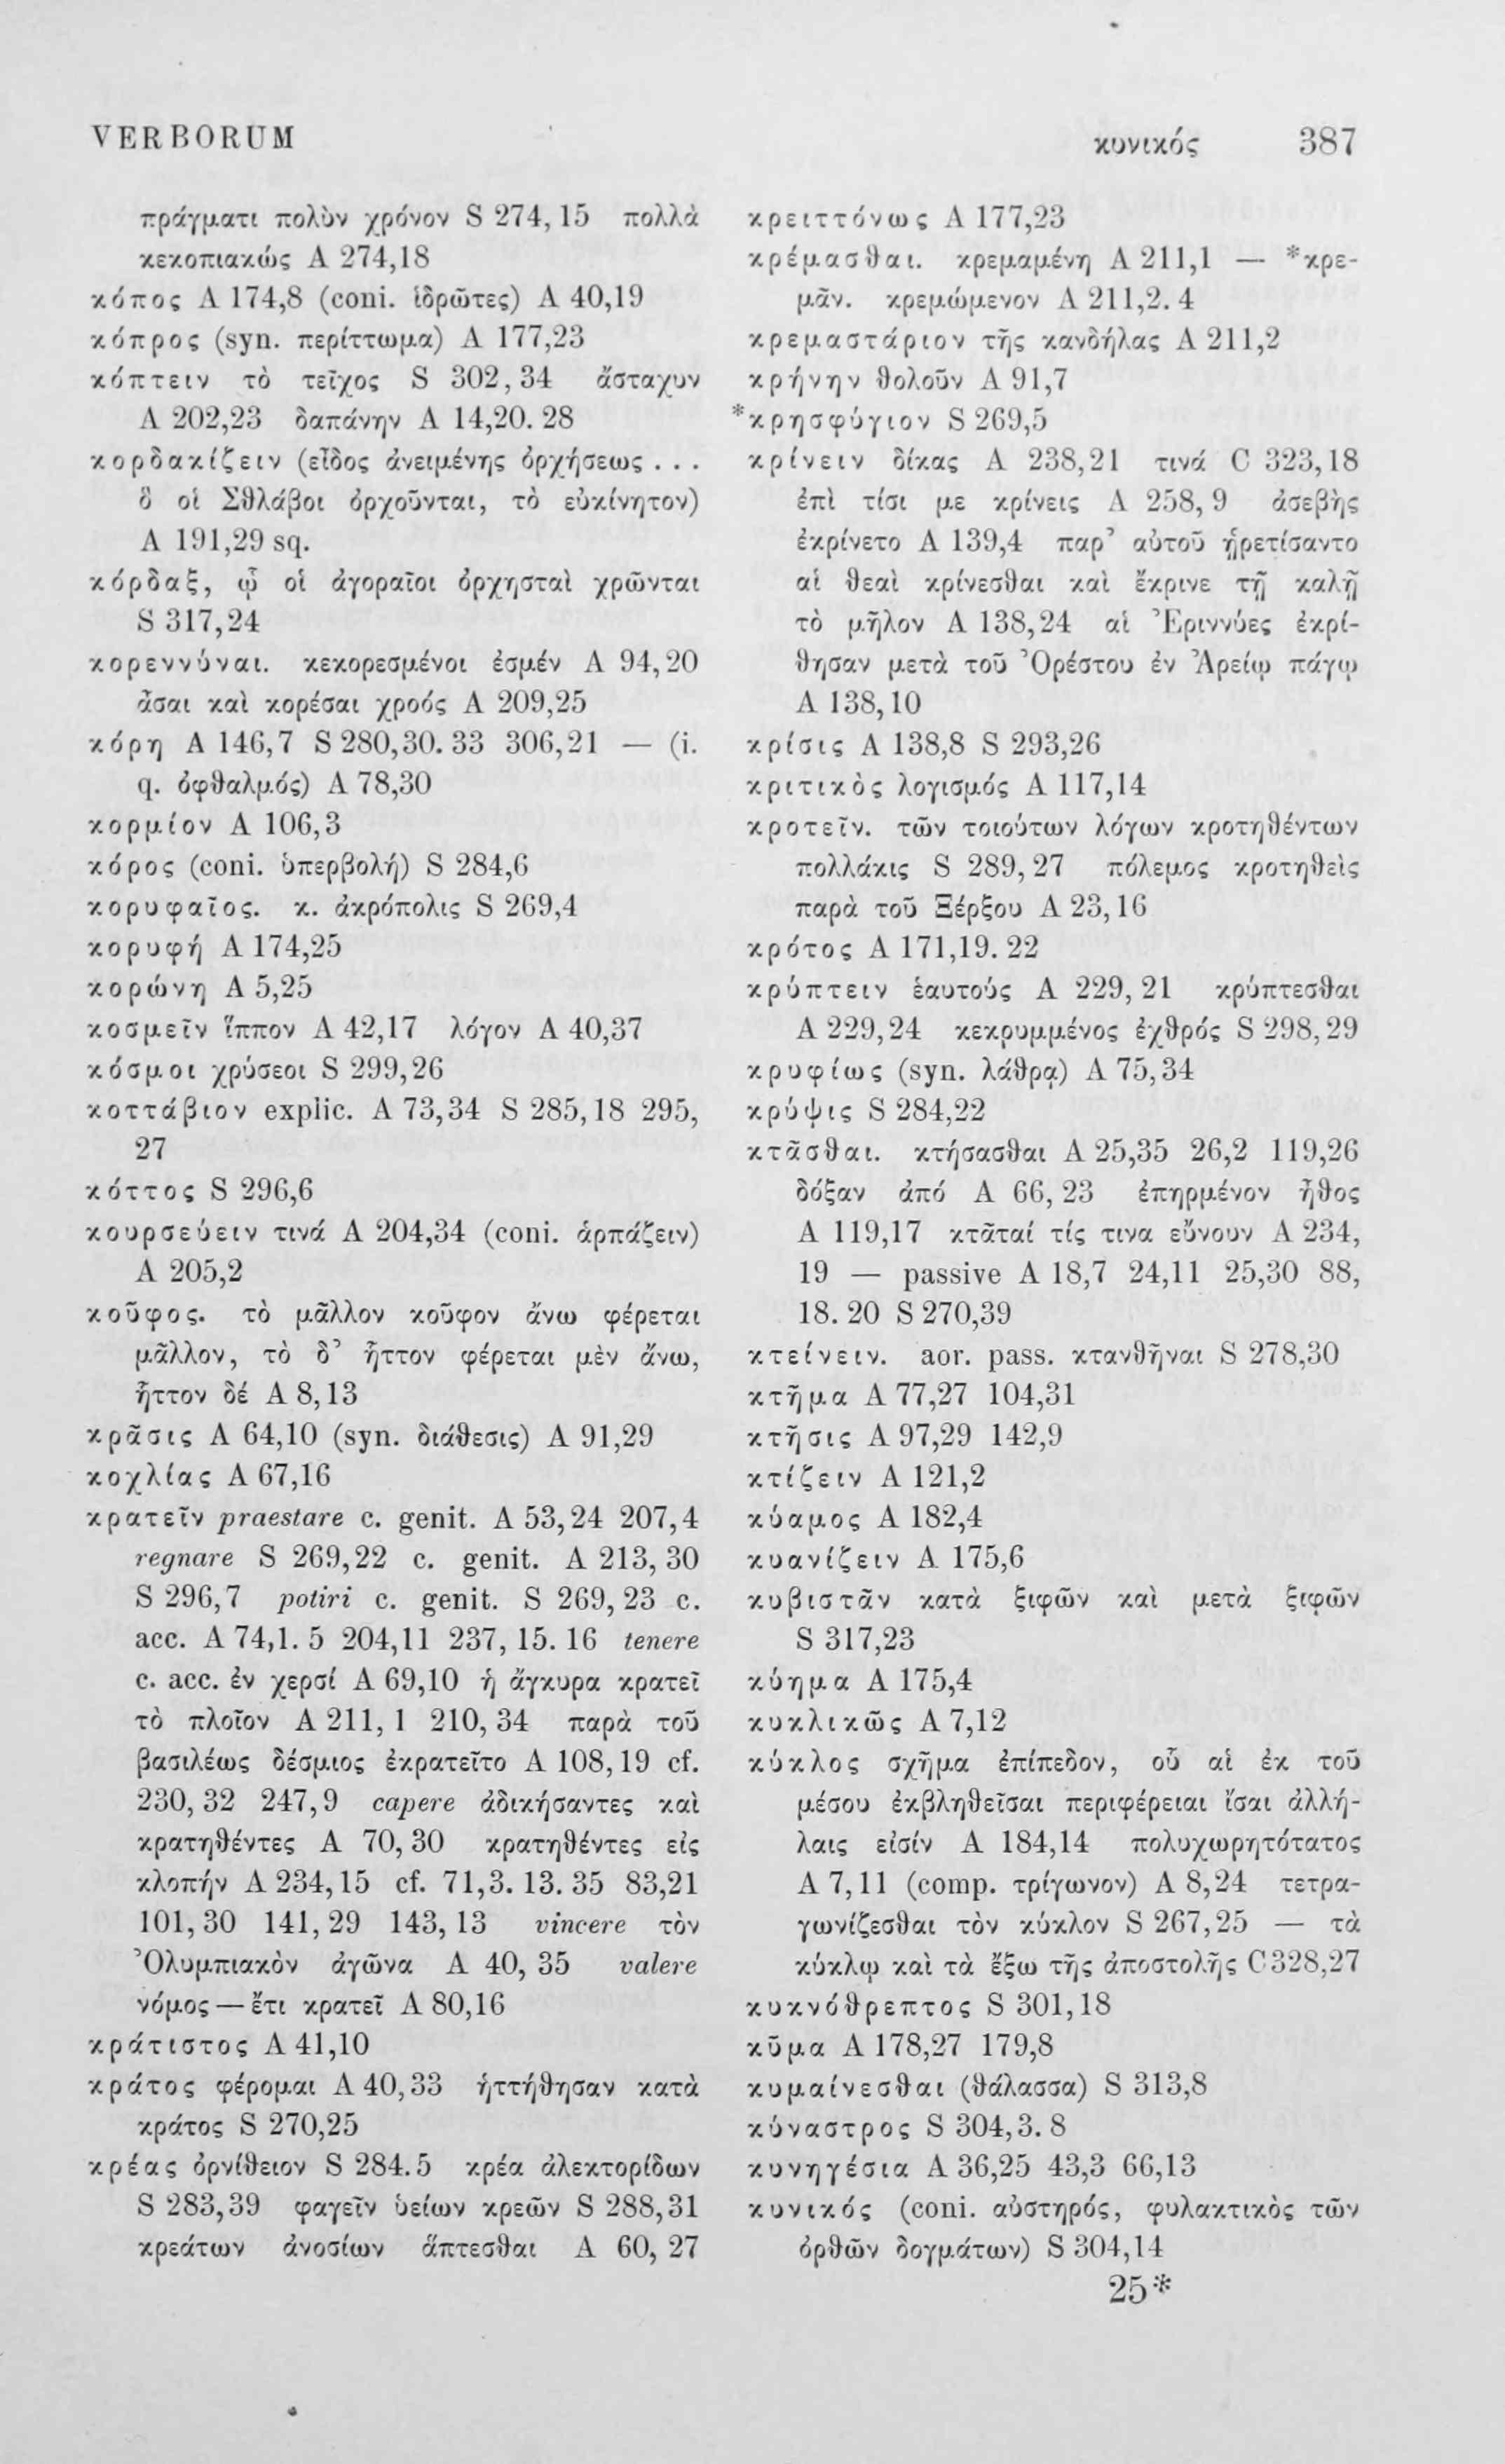 VERBORUM κυνικός 387
πράγματι πολὺν χρόνον S 274, 15 πολλὰ
κεκοπιακώς A 274,18
κόπος A 174,8 (coni. ἱδρῶτες) A 40,19
κόπρος (syn. περίττωμα) A 177,23
κόπτειν τὸ τεῖχος S 302, 34 ἄσταχυν
A 202,23 δαπάνην A 14,20. 28
κορδακίζειν (εἶδος ἀνειμένης ὀρχήσεως . . .
ὃ οἱ Σθλάβοι ὀρχοῦνται, τὸ εὐκίνητον)
A 191,29 sq.
κόρδαξ, ᾧ οἱ ἀγοραῖοι ὀρχησταὶ χρῶνται
S 317,24
κορεννύναι. κεκορεσμένοι ἐσμέν A 94,20
ἆσαι καὶ κορέσαι χροός A 209,25
κόρη A 146,7 S 280,30. 33 306,21 — (i.
q. ὀφθαλμός) A 78,30
κορμίον A 106,3
κόρος (coni. ὑπερβολή) S 284,6
κορυφαῖος. κ. ἀκρόπολις S 269,4
κορυφή A 174,25
κορώνη A 5,25
κοσμεῖν ἵππον A 42,17 λόγον A 40,37
κόσμοι χρύσεοι S 299,26
κοττάβιον explic. A 73,34 S 285,18 295,
27
κόττος S 296,6
κουρσεύειν τινά A 204,34 (coni. ἁρπάζειν)
A 205,2
κοῦφος. τὸ μᾶλλον κοῦφον ἄνω φέρεται
μᾶλλον, τὸ δ’ ἧττον φέρεται μὲν ἄνω,
ἧττον δέ A 8,13
κρᾶσις A 64,10 (syn. διάθεσις) A 91,29
κοχλίας A 67,16
κρατεῖν praestare c. genit. A 53,24 207,4
regnare S 269,22 c. genit. A 213, 30
S 296,7 potiri c. genit. S 269, 23 c.
acc. A 74,1. 5 204,11 237, 15. 16 tenere
c. acc. ἐν χερσί A 69,10 ἡ ἄγκυρα κρατεῖ
τὸ πλοῖον A 211, 1 210, 34 παρὰ τοῦ
βασιλέως δέσμιος ἐκρατεῖτο A 108,19 cf.
230, 32 247,9 capere ἀδικήσαντες καὶ
κρατηθέντες A 70, 30 κρατηθέντες εἰς
κλοπήν A 234,15 cf. 71,3. 13. 35 83,21
101, 30 141, 29 143, 13 vincere τὸν
Ὀλυμπιακὸν ἀγῶνα A 40, 35 valere
νόμος — ἔτι κρατεῖ A 80,16
κράτιστος A 41,10
κράτος φέρομαι A 40,33 ἡττήθησαν κατὰ
κράτος S 270,25
κρέας ὀρνίθειον S 284. 5 κρέα ἀλεκτορίδων
S 283,39 φαγεῖν ὑείων κρεῶν S 288,31
κρεάτων ἀνοσίων ἅπτεσθαι A 60, 27
κρειττόνως A 177,23
κρέμασθαι. κρεμαμένη A 211,1 — *κρε-
μᾶν. κρεμώμενον A 211,2. 4
κρεμαστάριον τῆς κανδήλας A 211,2
κρήνην θολοῦν A 91,7
*κρησφύγιον S 269,5
κρίνειν δίκας A 238,21 τινά C 323,18
ἐπὶ τίσι με κρίνεις A 258, 9 ἀσεβὴς
ἐκρίνετο A 139,4 παρ’ αὐτοῦ ᾑρετίσαντο
αἱ θεαὶ κρίνεσθαι καὶ ἔκρινε τῇ καλῇ
τὸ μῆλον A 138,24 αἱ Ἐριννύες ἐκρί-
θησαν μετὰ τοῦ Ὀρέστου ἐν Ἀρείῳ πάγῳ
A 138,10
κρίσις A 138,8 S 293,26
κριτικὸς λογισμός A 117,14
κροτεῖν. τῶν τοιούτων λόγων κροτηθέντων
πολλάκις S 289, 27 πόλεμος κροτηθεὶς
παρὰ τοῦ Ξέρξου A 23,16
κρότος A 171,19. 22
κρύπτειν ἑαυτούς A 229, 21 κρύπτεσθαι
A 229,24 κεκρυμμένος ἐχθρός S 298,29
κρυφίως (syn. λάθρᾳ) A 75,34
κρύψις S 284,22
κτᾶσθαι. κτήσασθαι A 25,35 26,2 119,26
δόξαν ἀπό A 66, 23 ἐπηρμένον ἦθος
A 119,17 κτᾶταί τίς τινα εὔνουν A 234,
19 — passive A 18,7 24,11 25,30 88,
18. 20 S 270,39
κτείνειν. aor. pass. κτανθῆναι S 278,30
κτῆμα A 77,27 104,31
κτῆσις A 97,29 142,9
κτίζειν A 121,2
κύαμος A 182,4
κυανίζειν A 175,6
κυβιστᾶν κατὰ ξιφῶν καὶ μετὰ ξιφῶν
S 317,23
κύημα A 175,4
κυκλικῶς A 7,12
κύκλος σχῆμα ἐπίπεδον, οὗ αἱ ἐκ τοῦ
μέσου ἐκβληθεῖσαι περιφέρειαι ἴσαι ἀλλή-
λαις εἰσίν A 184,14 πολυχωρητότατος
A 7, 11 (comp. τρίγωνον) A 8,24 τετρα-
γωνίζεσθαι τὸν κύκλον S 267,25 — τὰ
κύκλῳ καὶ τὰ ἔξω τῆς ἀποστολῆς C 328,27
κυκνόθρεπτος S 301,18
κῦμα A 178,27 179,8
κυμαίνεσθαι (θάλασσα) S 313,8
κύναστρος S 304,3. 8
κυνηγέσια A 36,25 43,3 66,13
κυνικός (coni. αὐστηρός, φυλακτικὸς τῶν
ὀρθῶν δογμάτων) S 304,14
25*